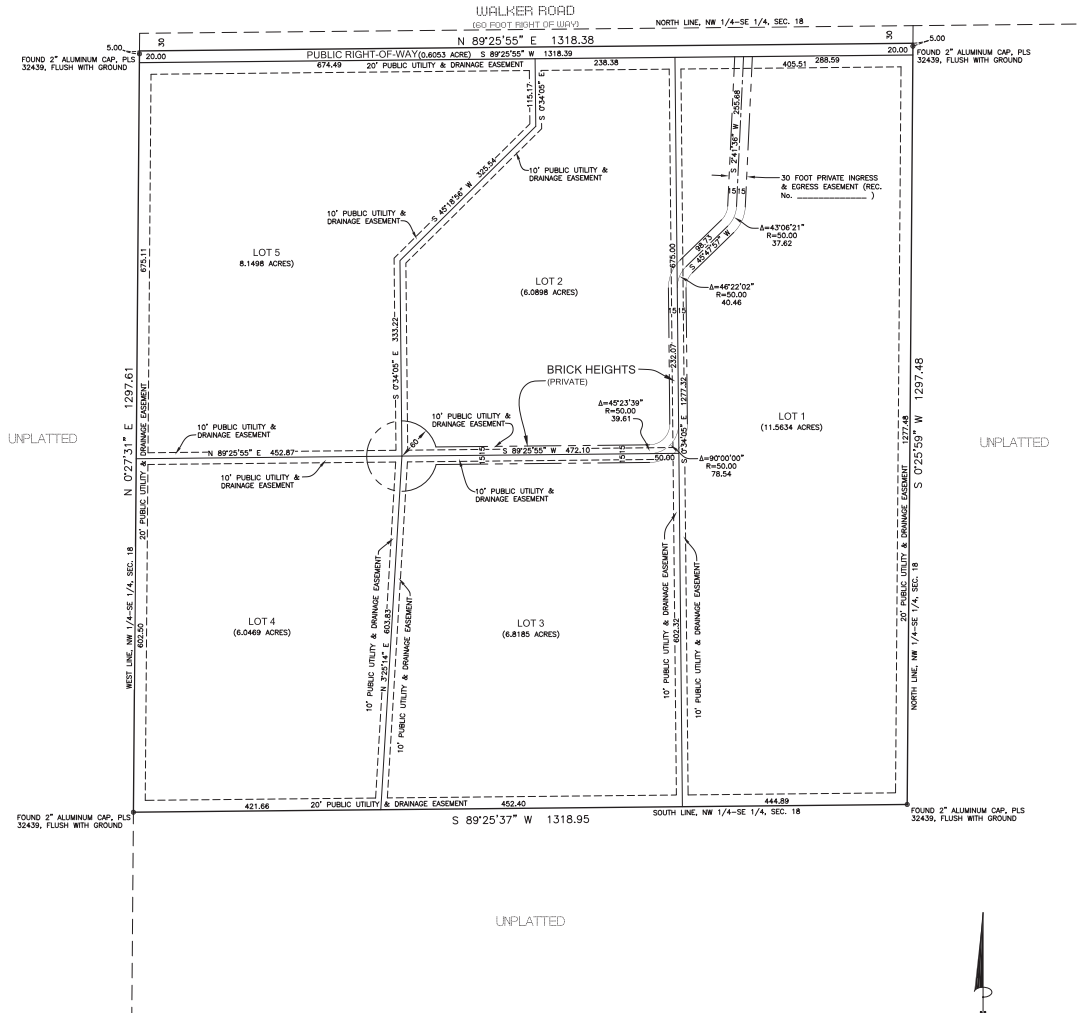 WALKER ROAD
(60 FOOT RIGHT OF WAY)
NORTH LINE, NW 1/4-SE 1/4, SEC. 18
N 89°25'55" E 1318.38
30
30
5.00
5.00
20.00
20.00
FOUND 2" ALUMINUM CAP, PLS
32439, FLUSH WITH GROUND
FOUND 2" ALUMINUM CAP, PLS
32439, FLUSH WITH GROUND
PUBLIC RIGHT-OF-WAY(0.6053 ACRE) S 89°25'55" W 1318.39
674.49
20' PUBLIC UTILITY & DRAINAGE EASEMENT
238.38
405.51
288.59
115.17
S 0°34'05" E
S 2°41'36" W 255.68
10' PUBLIC UTILITY &
DRAINAGE EASEMENT
S 45°18'56" W 325.54
10' PUBLIC UTILITY &
DRAINAGE EASEMENT
30 FOOT PRIVATE INGRESS
& EGRESS EASEMENT (REC.
No. ____________ )
15 15
Δ=43°06'21"
R=50.00
37.62
98.73
S 45°47'57" W
675.00
675.11
LOT 5
8.1498 ACRES)
LOT 2
(6.0898 ACRES)
Δ=46°22'02"
R=50.00
40.46
15 15
S 0°34'05" E 333.22
232.07
BRICK HEIGHTS
(PRIVATE)
Δ=45°23'39"
R=50.00
39.61
S 0°34'05" E 1277.32
LOT 1
(11.5634 ACRES)
N 0°27'31" E 1297.61
20' PUBLIC UTILITY & DRAINAGE EASEMENT
S 0°25'59" W 1297.48
1277.48
20' PUBLIC UTILITY & DRAINAGE EASEMENT
UNPLATTED
UNPLATTED
10' PUBLIC UTILITY &
DRAINAGE EASEMENT
10' PUBLIC UTILITY &
DRAINAGE EASEMENT
60
N 89°25'55" E 452.87
15 15
S 89°25'55" W 472.10
15 15
50.00
Δ=90°00'00"
R=50.00
78.54
10' PUBLIC UTILITY &
DRAINAGE EASEMENT
10' PUBLIC UTILITY &
DRAINAGE EASEMENT
WEST LINE, NW 1/4-SE 1/4, SEC. 18
602.50
LOT 4
(6.0469 ACRES)
10' PUBLIC UTILITY & DRAINAGE EASEMENT
N 3°25'14" E 603.83
10' PUBLIC UTILITY & DRAINAGE EASEMENT
LOT 3
(6.8185 ACRES)
10' PUBLIC UTILITY & DRAINAGE EASEMENT
602.32
10' PUBLIC UTILITY & DRAINAGE EASEMENT
NORTH LINE, NW 1/4-SE 1/4, SEC. 18
421.66
20' PUBLIC UTILITY & DRAINAGE EASEMENT
452.40
444.89
FOUND 2" ALUMINUM CAP, PLS
32439, FLUSH WITH GROUND
S 89°25'37" W 1318.95
SOUTH LINE, NW 1/4-SE 1/4, SEC. 18
FOUND 2" ALUMINUM CAP, PLS
32439, FLUSH WITH GROUND
UNPLATTED